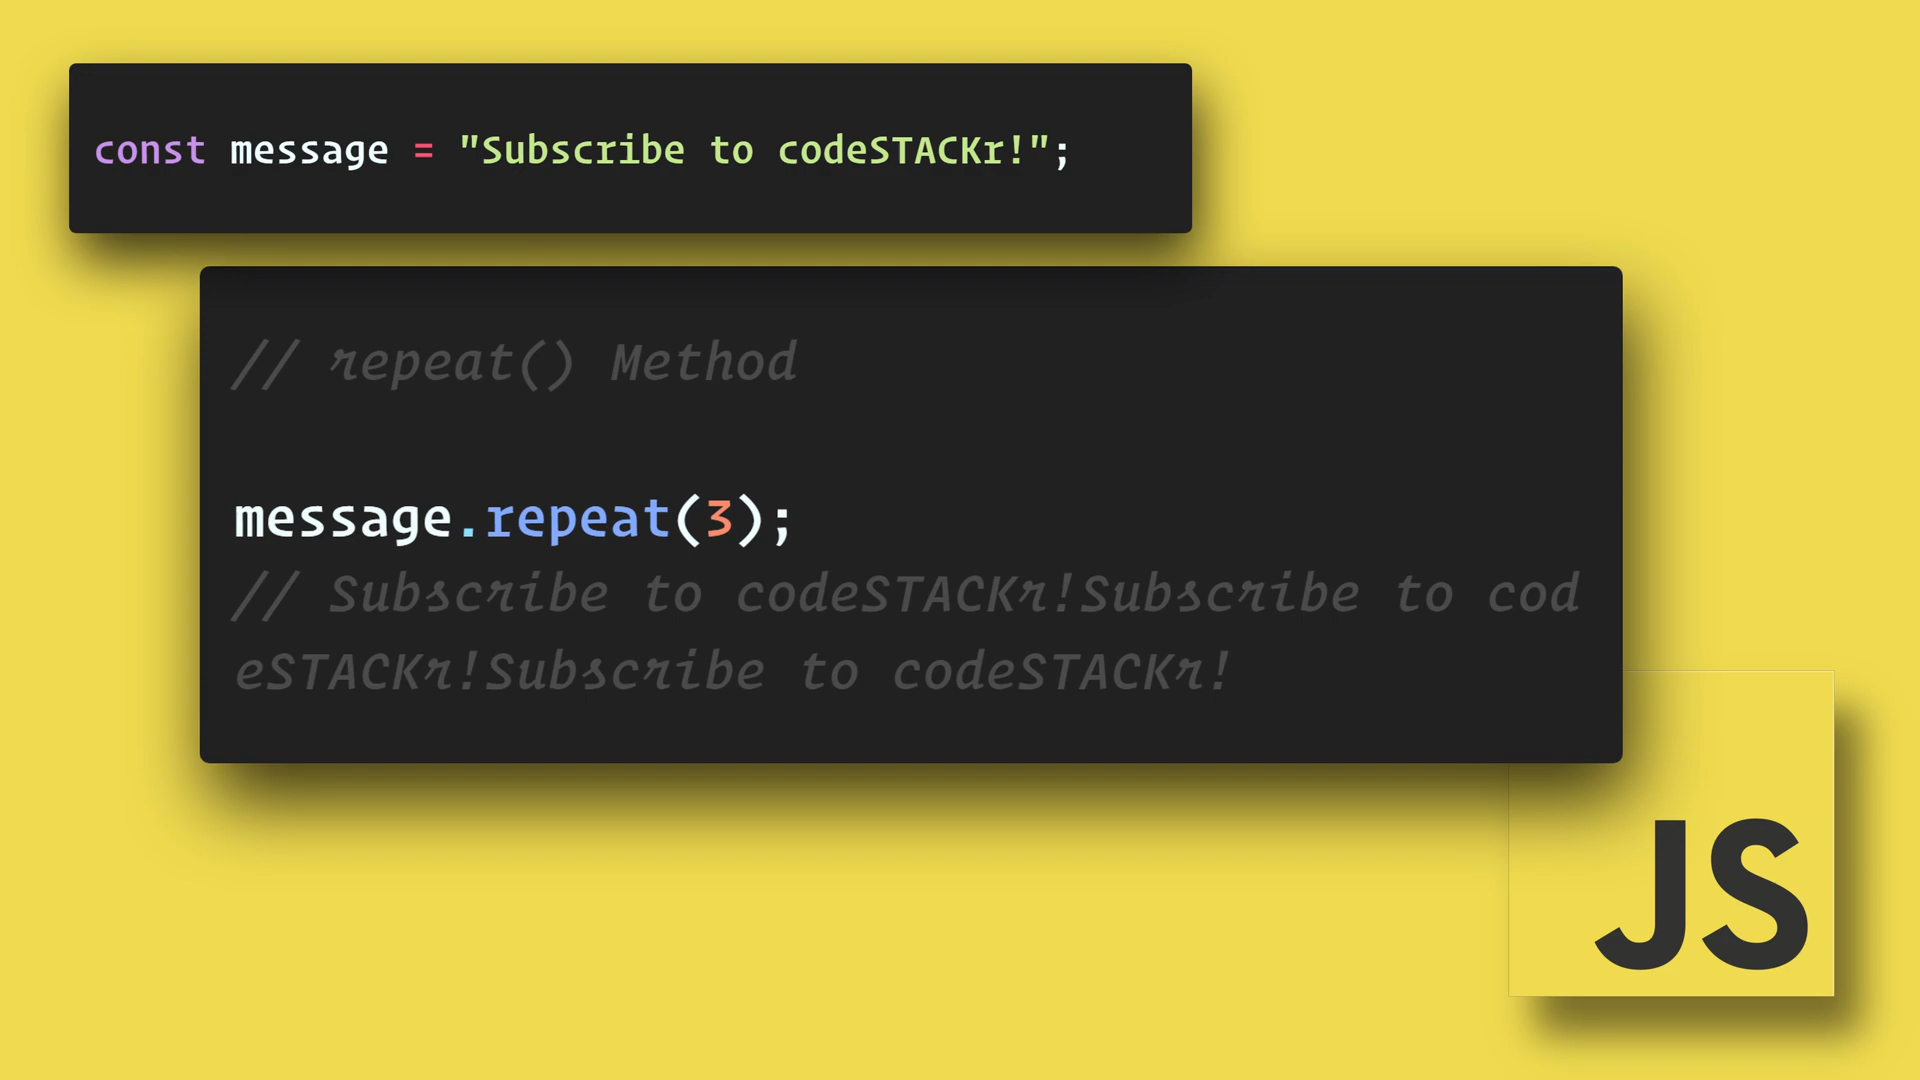 const message = "Subscribe to codeSTACKr!";
// repeat() Method
message.repeat(3);
// Subscribe to codeSTACKr!Subscribe to cod
eSTACKr!Subscribe to codeSTACKr!
JS